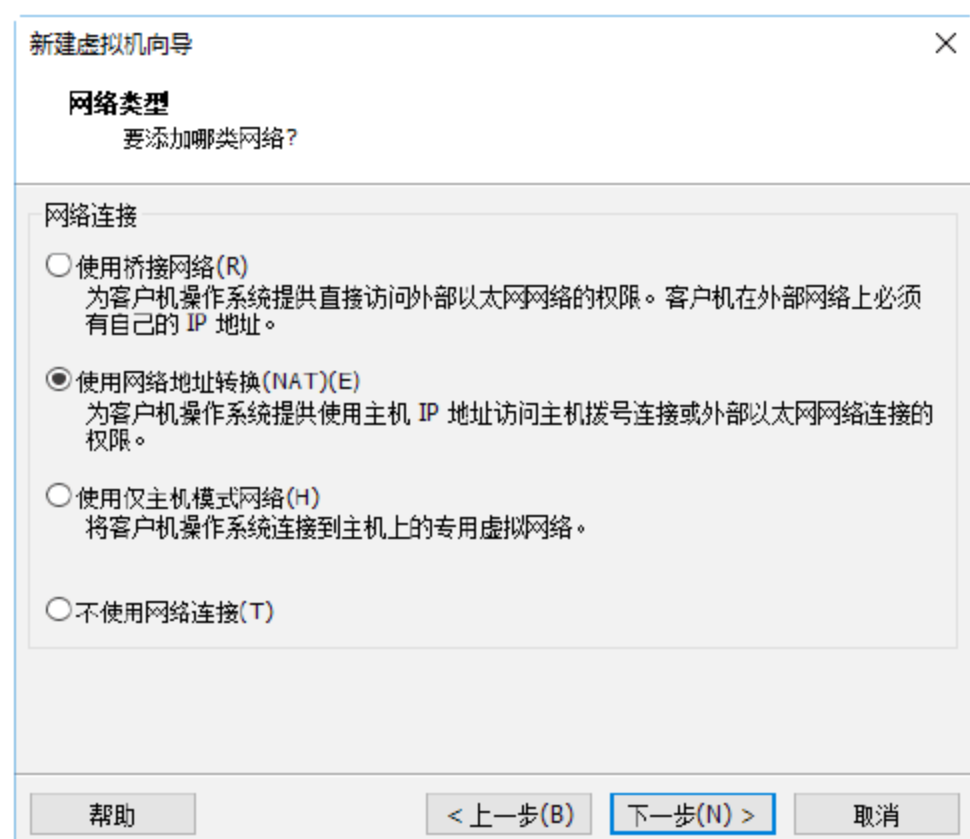 新建虚拟机向导
网络类型
要添加哪类网络?
网络连接
使用桥接网络(R)
为客户机操作系统提供直接访问外部以太网网络的权限。客户机在外部网络上必须
有自己的 IP 地址。
使用网络地址转换(NAT)(E)
为客户机操作系统提供使用主机 IP 地址访问主机拨号连接或外部以太网网络连接的
权限。
使用仅主机模式网络(H)
将客户机操作系统连接到主机上的专用虚拟网络。
不使用网络连接(T)
帮助
< 上一步(B)
下一步(N) >
取消